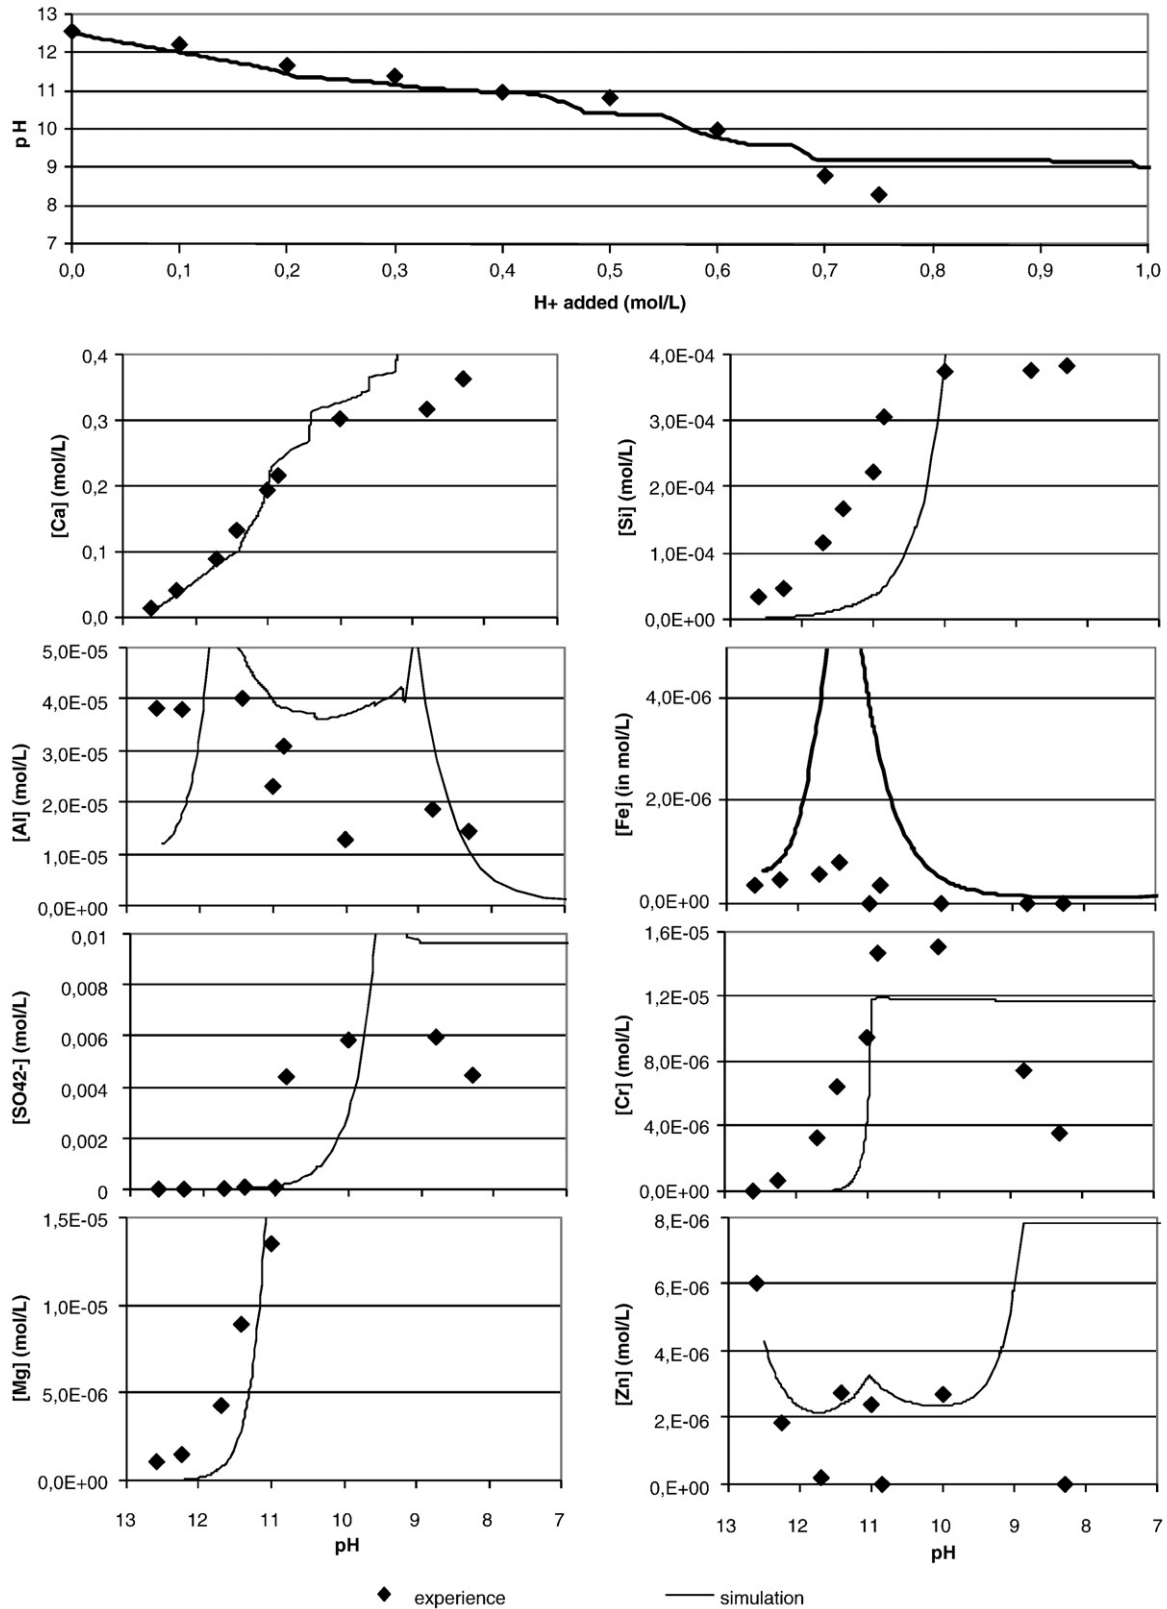 13
12
11
10
9
8
7
pH
0,0 0,1 0,2 0,3 0,4 0,5 0,6 0,7 0,8 0,9 1,0
H+ added (mol/L)
0,4
0,3
0,2
0,1
0,0
[Ca] (mol/L)
4,0E-04
3,0E-04
2,0E-04
1,0E-04
0,0E+00
[Si] (mol/L)
5,0E-05
4,0E-05
3,0E-05
2,0E-05
1,0E-05
0,0E+00
[Al] (mol/L)
4,0E-06
2,0E-06
0,0E+00
[Fe] (in mol/L)
0,01
0,008
0,006
0,004
0,002
0
[SO42-] (mol/L)
1,6E-05
1,2E-05
8,0E-06
4,0E-06
0,0E+00
[Cr] (mol/L)
1,5E-05
1,0E-05
5,0E-06
0,0E+00
[Mg] (mol/L)
13 12 11 10 9 8 7
pH
8,E-06
6,E-06
4,E-06
2,E-06
0,E+00
[Zn] (mol/L)
13 12 11 10 9 8 7
pH
experience
simulation